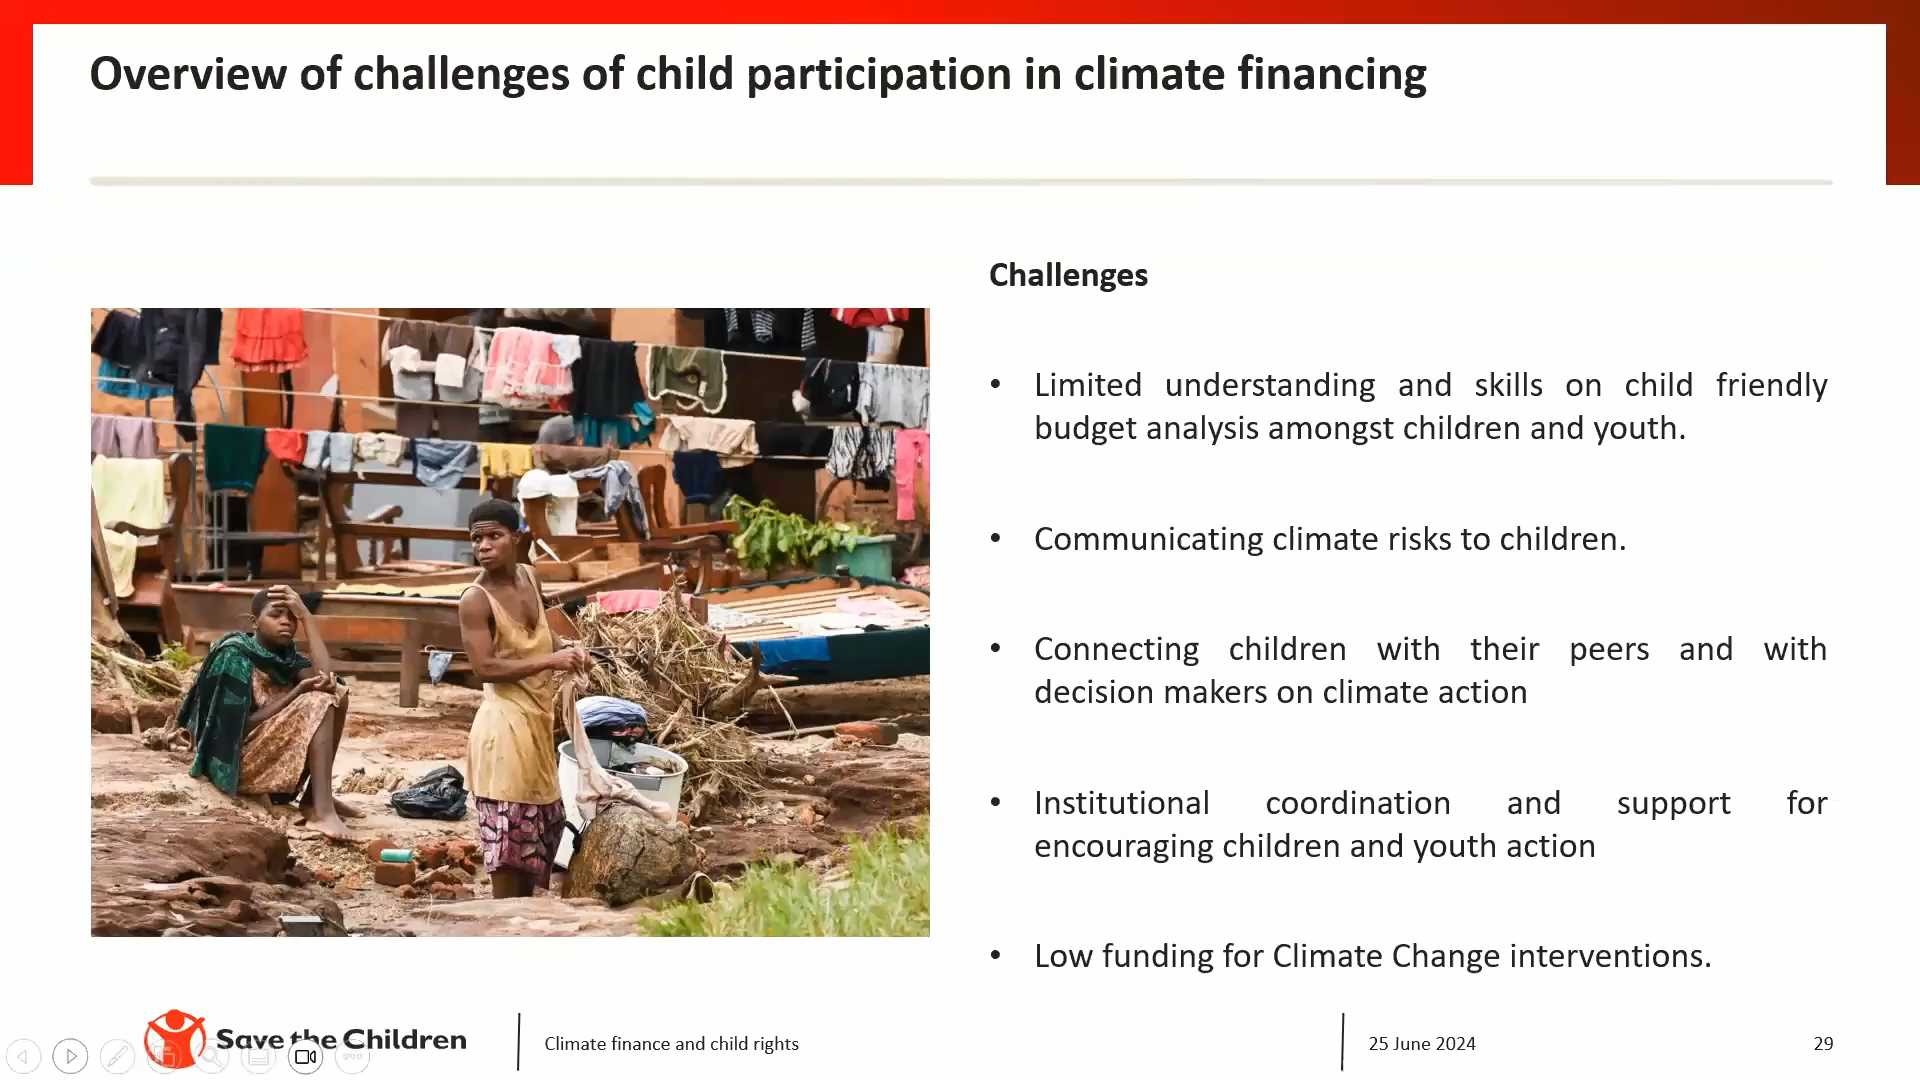 Overview of challenges of child participation in climate financing
Challenges
• Limited understanding and skills on child friendly
budget analysis amongst children and youth.
• Communicating climate risks to children.
• Connecting children with their peers and with
decision makers on climate action
• Institutional coordination and support for
encouraging children and youth action
• Low funding for Climate Change interventions.
Save the Children
Climate finance and child rights
25 June 2024
29